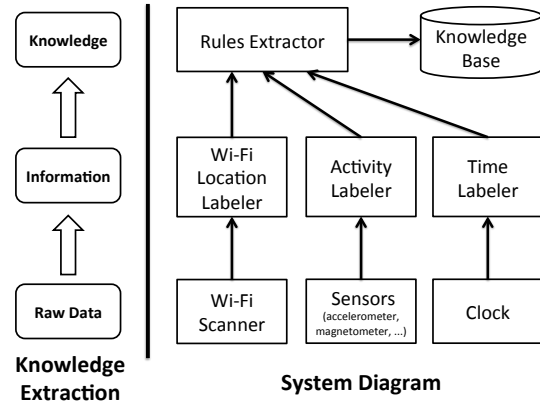 Knowledge
Information
Raw Data
Knowledge
Extraction
Rules Extractor
Knowledge
Base
Wi-Fi
Location
Labeler
Activity
Labeler
Time
Labeler
Wi-Fi
Scanner
Sensors
(accelerometer,
magnetometer, ...)
Clock
System Diagram